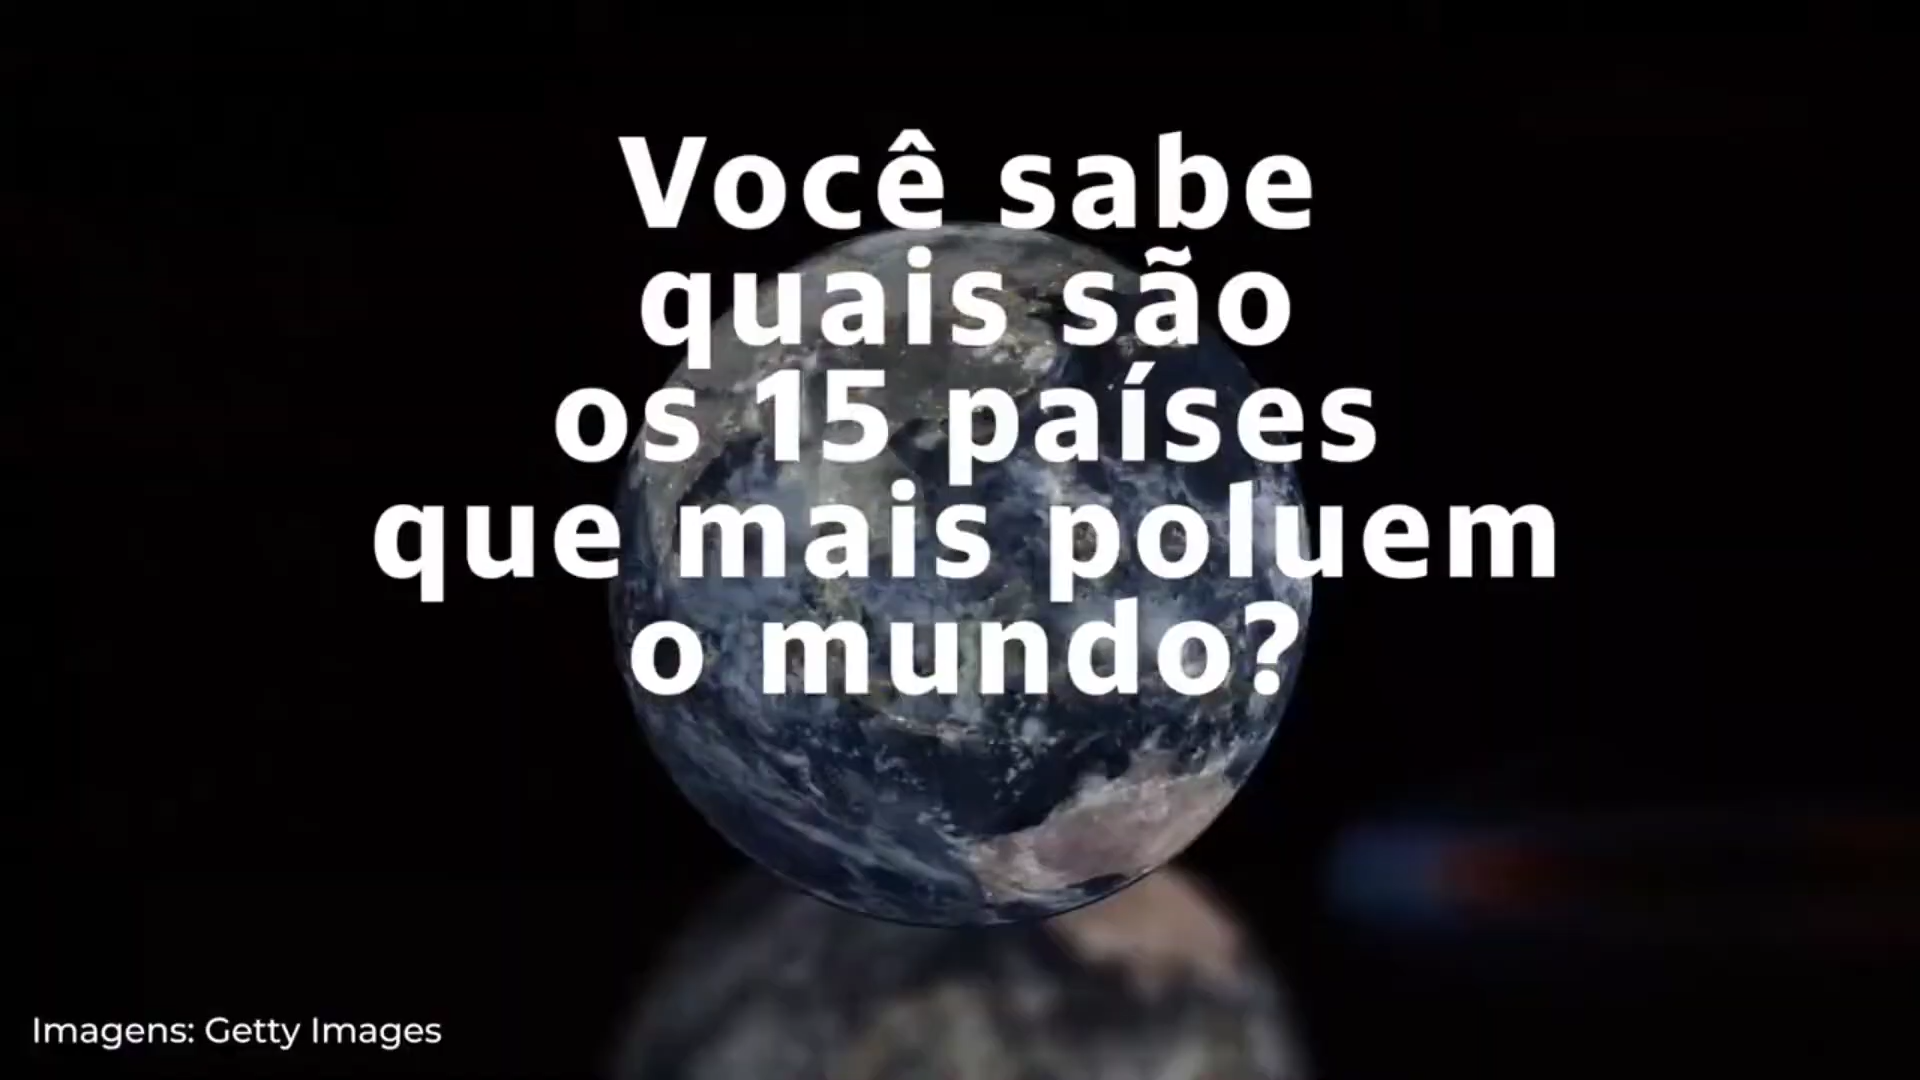 Você sabe
quais são
os 15 países
que mais poluem
o mundo?
Imagens: Getty Images